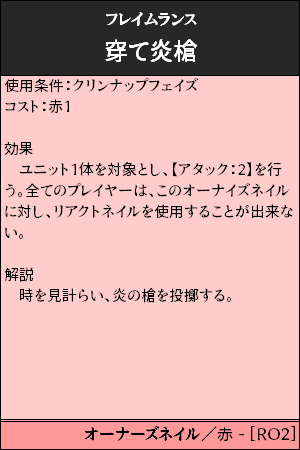 フレイムランス
穿て炎槍
使用条件：クリンナップフェイズ
コスト：赤1
効果
　ユニット1体を対象とし、【アタック：2】を行
う。全てのプレイヤーは、このオーナイズネイル
に対し、リアクトネイルを使用することが出来な
い。
解説
　時を見計らい、炎の槍を投擲する。
オーナーズネイル／赤 - [RO2]